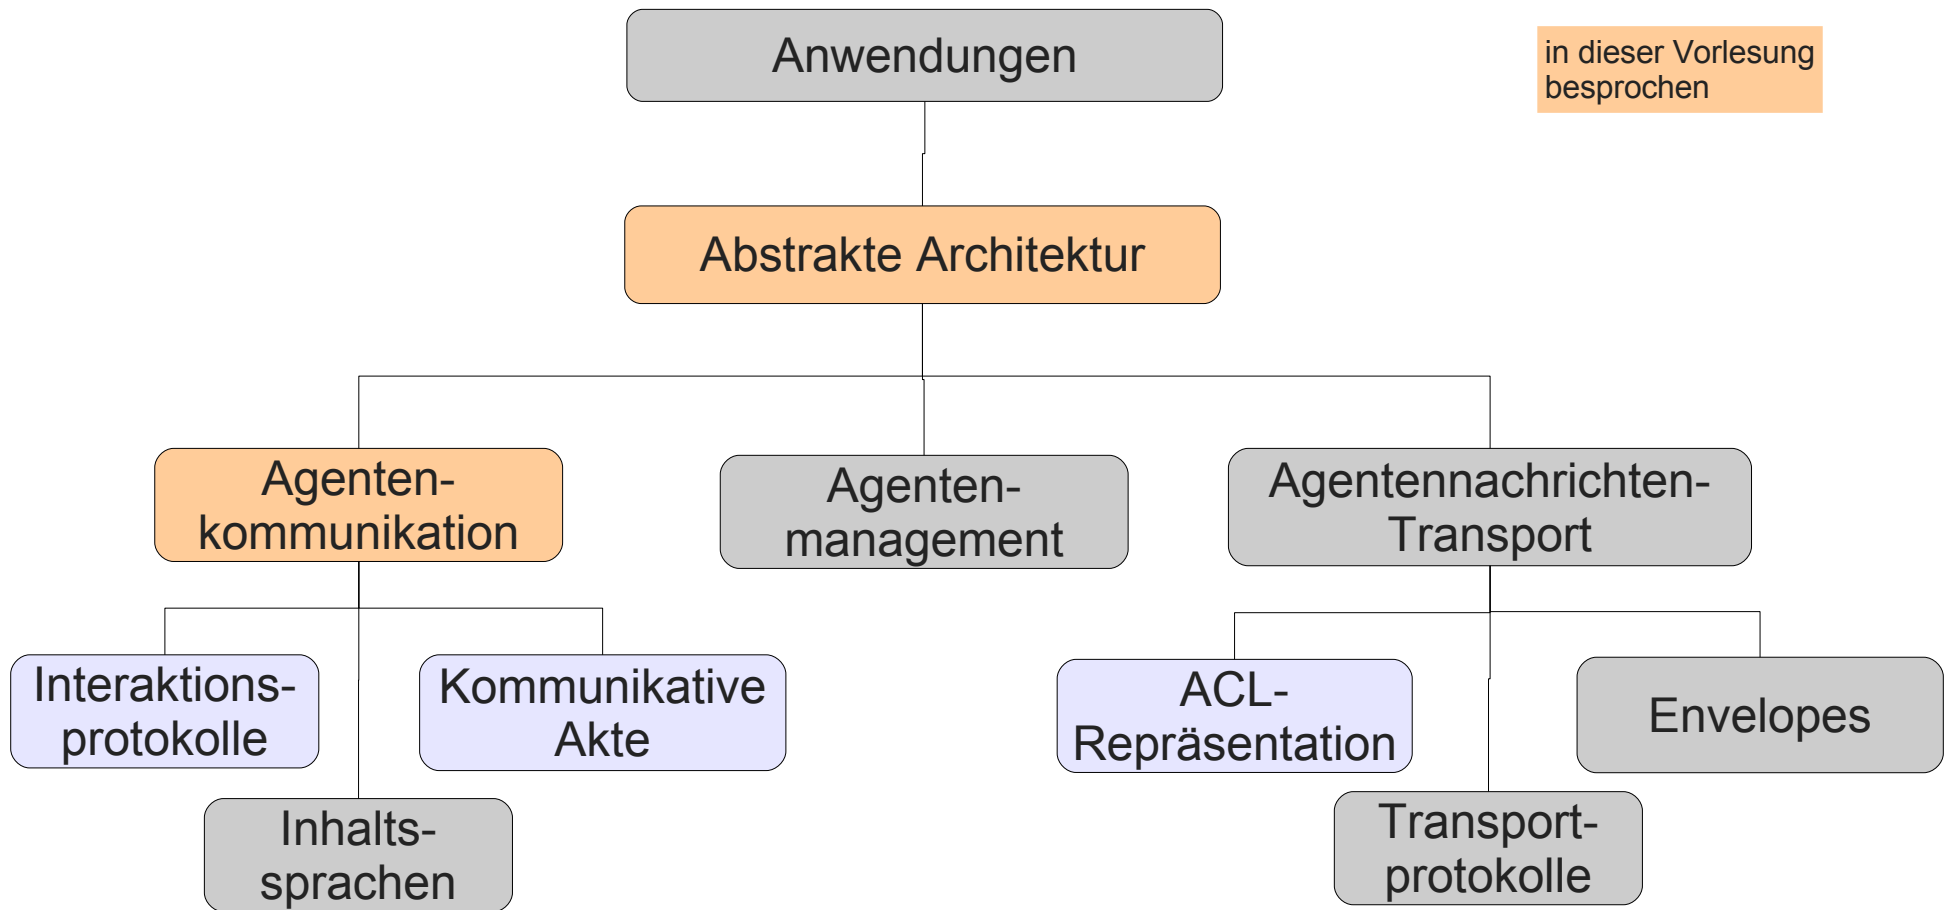 Anwendungen
in dieser Vorlesung
besprochen
Abstrakte Architektur
Agenten-
kommunikation
Agenten-
management
Agentennachrichten-
Transport
Interaktions-
protokolle
Kommunikative
Akte
ACL-
Repräsentation
Envelopes
Inhalts-
sprachen
Transport-
protokolle